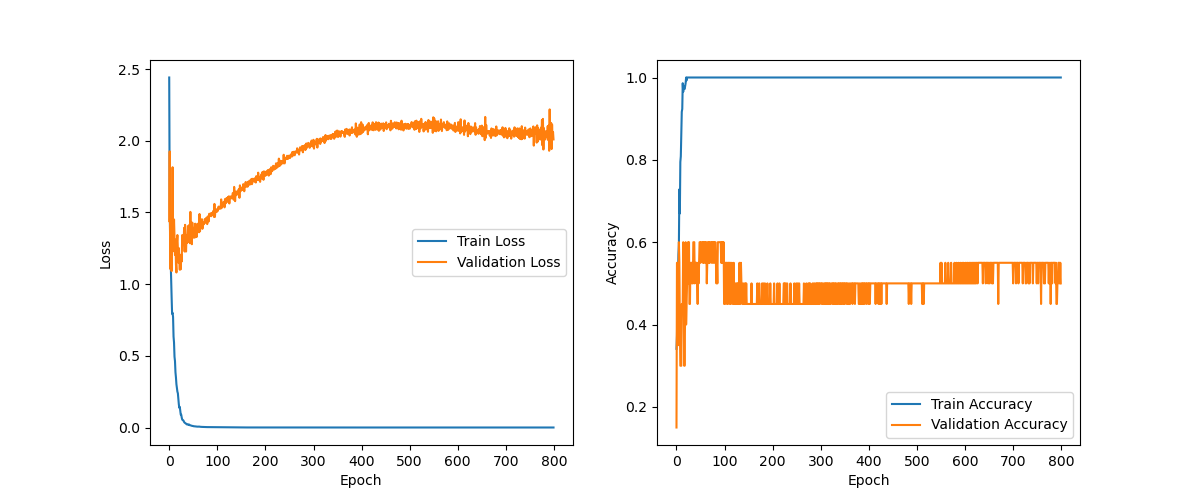 2.5
2.0
1.5
1.0
0.5
0.0
Loss
Train Loss
Validation Loss
0 100 200 300 400 500 600 700 800
Epoch
1.0
0.8
0.6
0.4
0.2
Accuracy
Train Accuracy
Validation Accuracy
0 100 200 300 400 500 600 700 800
Epoch